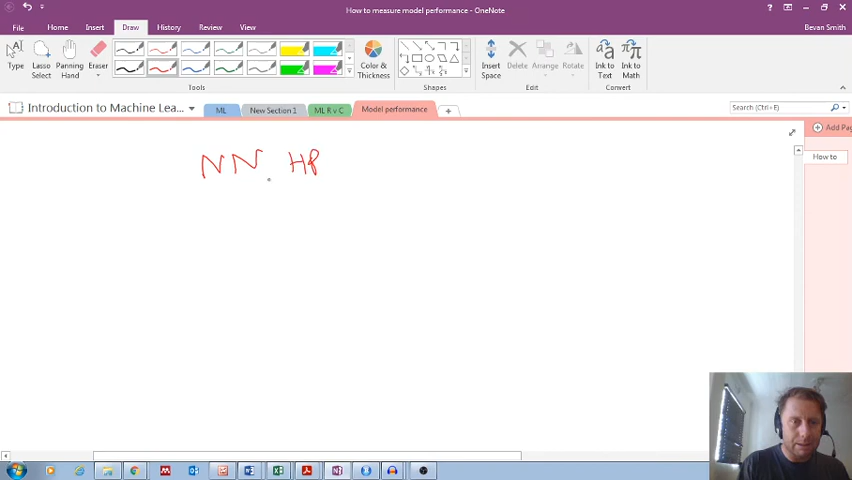 How to measure model performance - OneNote
File Home Insert Draw History Review View
Bevan Smith
Type
Lasso Select
Panning Hand
Eraser
Color & Thickness
Insert Space
Delete
Arrange
Rotate
Ink to Text
Ink to Math
Tools
Shapes
Edit
Convert
Introduction to Machine Lea...
ML
New Section 1
ML R v C
Model performance
Search (Ctrl+E)
Add Pag
How to
NN HP